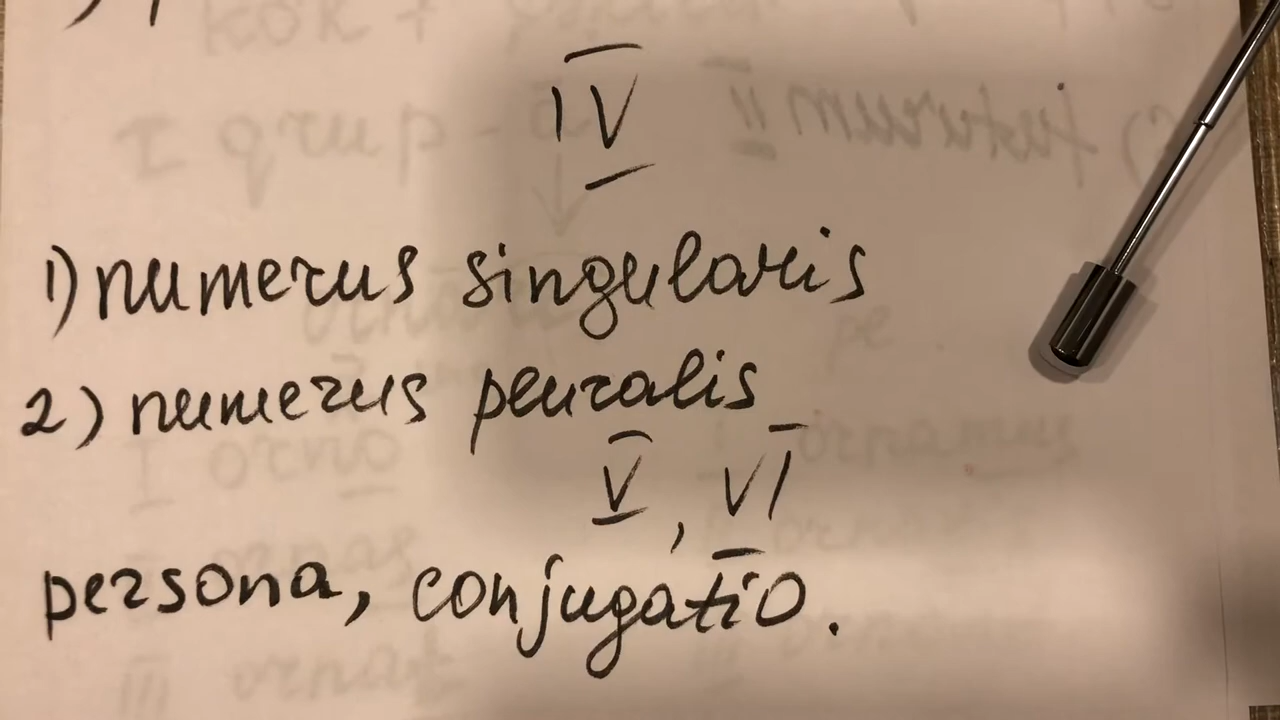 IV
1) numerus singularis
2) numerus pluralis
V, VI
persona, conjugatio.